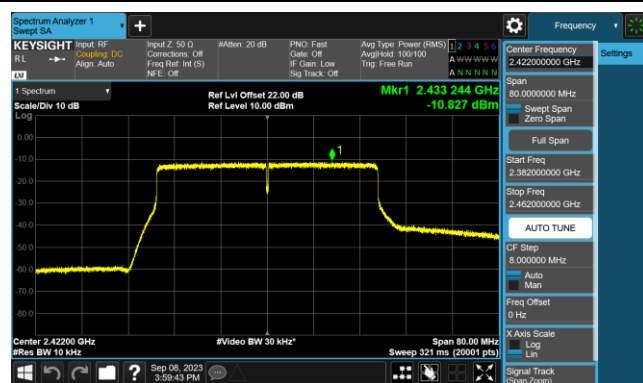 Spectrum Analyzer 1
Swept SA
Frequency
KEYSIGHT
RL
LXI
Input: RF
Coupling: DC
Align: Auto
Input Z: 50 Ω
Corrections: Off
Freq Ref: Int (S)
NFE: Off
#Atten: 20 dB
PNO: Fast
Gate: Off
IF Gain: Low
Sig Track: Off
Avg Type: Power (RMS)
Avg|Hold: 100/100
Trig: Free Run
1 2 3 4 5 6
A W W W W W
A N N N N N
1 Spectrum
Scale/Div 10 dB
Log
Ref Lvl Offset 22.00 dB
Ref Level 10.00 dBm
Mkr1 2.433 244 GHz
-10.827 dBm
0.00
-10.0
-20.0
-30.0
-40.0
-50.0
-60.0
-70.0
-80.0
1
Center 2.42200 GHz
#Res BW 10 kHz
#Video BW 30 kHz*
Span 80.00 MHz
Sweep 321 ms (20001 pts)
Sep 08, 2023
3:59:43 PM
Center Frequency
2.422000000 GHz
Settings
Span
80.0000000 MHz
Swept Span
Zero Span
Full Span
Start Freq
2.382000000 GHz
Stop Freq
2.462000000 GHz
AUTO TUNE
CF Step
8.000000 MHz
Auto
Man
Freq Offset
0 Hz
X Axis Scale
Log
Lin
Signal Track
(Span Zoom)